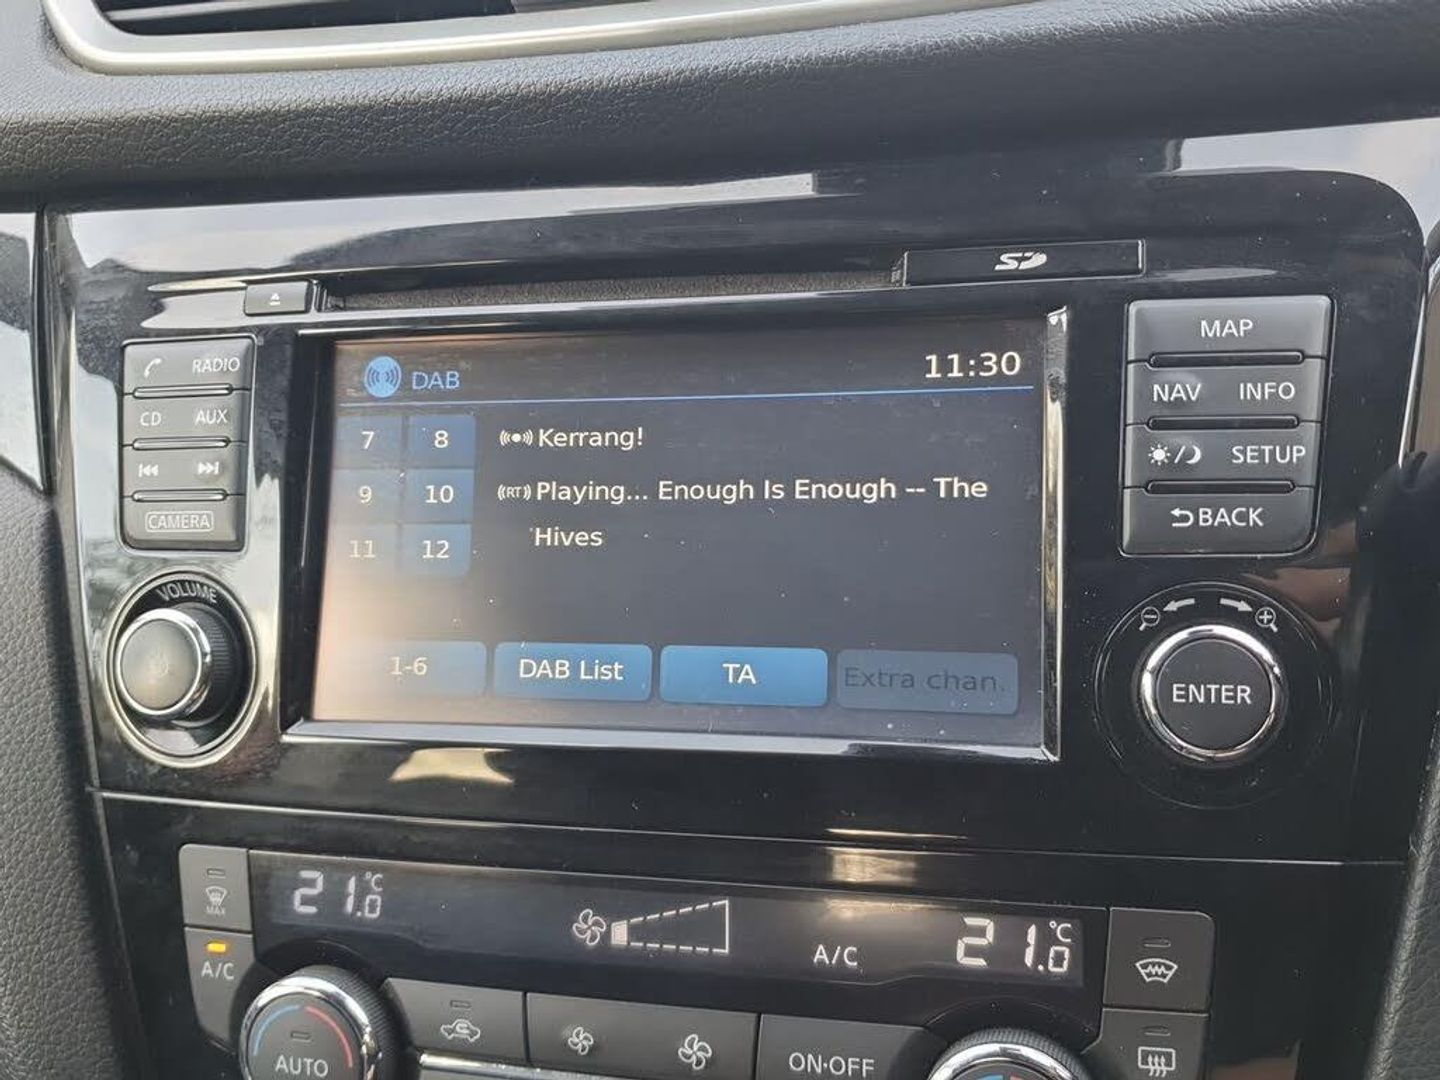 SD
RADIO
CD AUX
CAMERA
VOLUME
DAB
11:30
7 8
9 10
11 12
Kerrang!
RT Playing... Enough Is Enough -- The
Hives
1-6
DAB List
TA
Extra chan.
MAP
NAV INFO
SETUP
BACK
ENTER
MAX
A/C
21.0°C
A/C
21.0°C
AUTO
ON·OFF